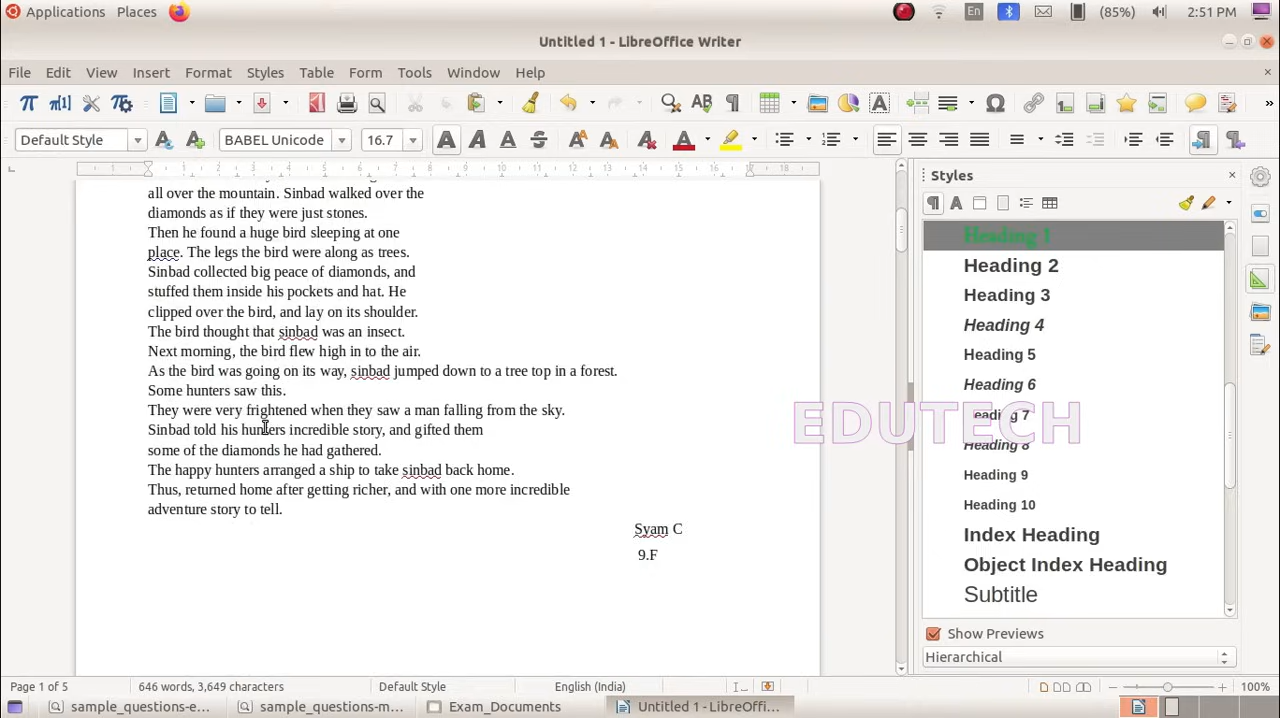 Applications Places En (85%) 2:51 PM
Untitled 1 - LibreOffice Writer
File Edit View Insert Format Styles Table Form Tools Window Help
Default Style BABEL Unicode 16.7
Styles
all over the mountain. Sinbad walked over the
diamonds as if they were just stones.
Then he found a huge bird sleeping at one
place. The legs the bird were along as trees.
Sinbad collected big peace of diamonds, and
stuffed them inside his pockets and hat. He
clipped over the bird, and lay on its shoulder.
The bird thought that sinbad was an insect.
Next morning, the bird flew high in to the air.
As the bird was going on its way, sinbad jumped down to a tree top in a forest.
Some hunters saw this.
They were very frightened when they saw a man falling from the sky.
Sinbad told his hunters incredible story, and gifted them
some of the diamonds he had gathered.
The happy hunters arranged a ship to take sinbad back home.
Thus, returned home after getting richer, and with one more incredible
adventure story to tell.
Syam C
9.F
Heading 1
Heading 2
Heading 3
Heading 4
Heading 5
Heading 6
Heading 7
Heading 8
Heading 9
Heading 10
Index Heading
Object Index Heading
Subtitle
EDUTECH
Show Previews
Hierarchical
Page 1 of 5 646 words, 3,649 characters Default Style English (India) 100%
sample_questions-e... sample_questions-m... Exam_Documents Untitled 1 - LibreOffi...